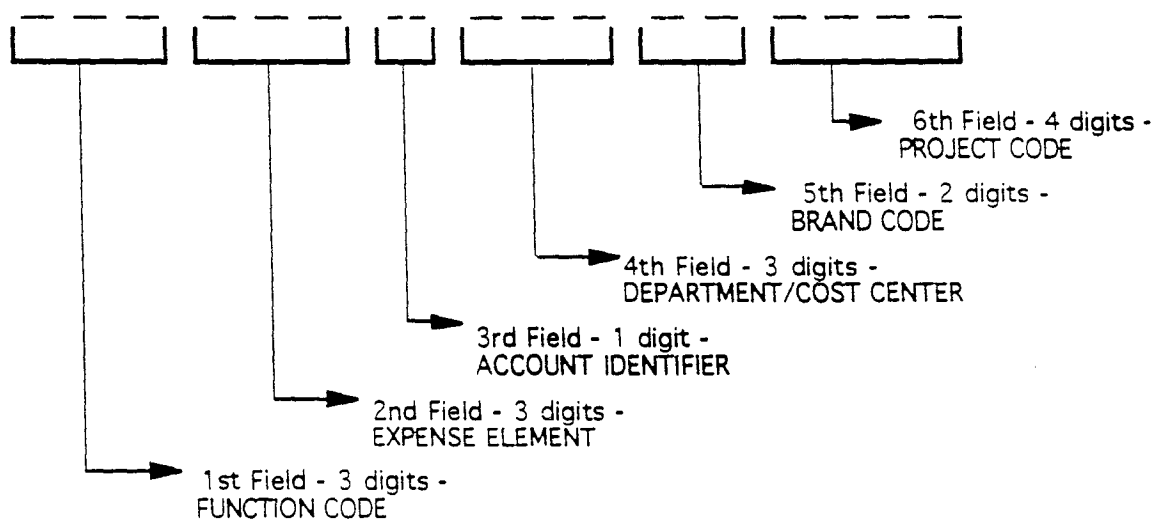 6th Field - 4 digits -
PROJECT CODE
5th Field - 2 digits -
BRAND CODE
4th Field - 3 digits -
DEPARTMENT/COST CENTER
3rd Field - 1 digit -
ACCOUNT IDENTIFIER
2nd Field - 3 digits -
EXPENSE ELEMENT
1st Field - 3 digits -
FUNCTION CODE